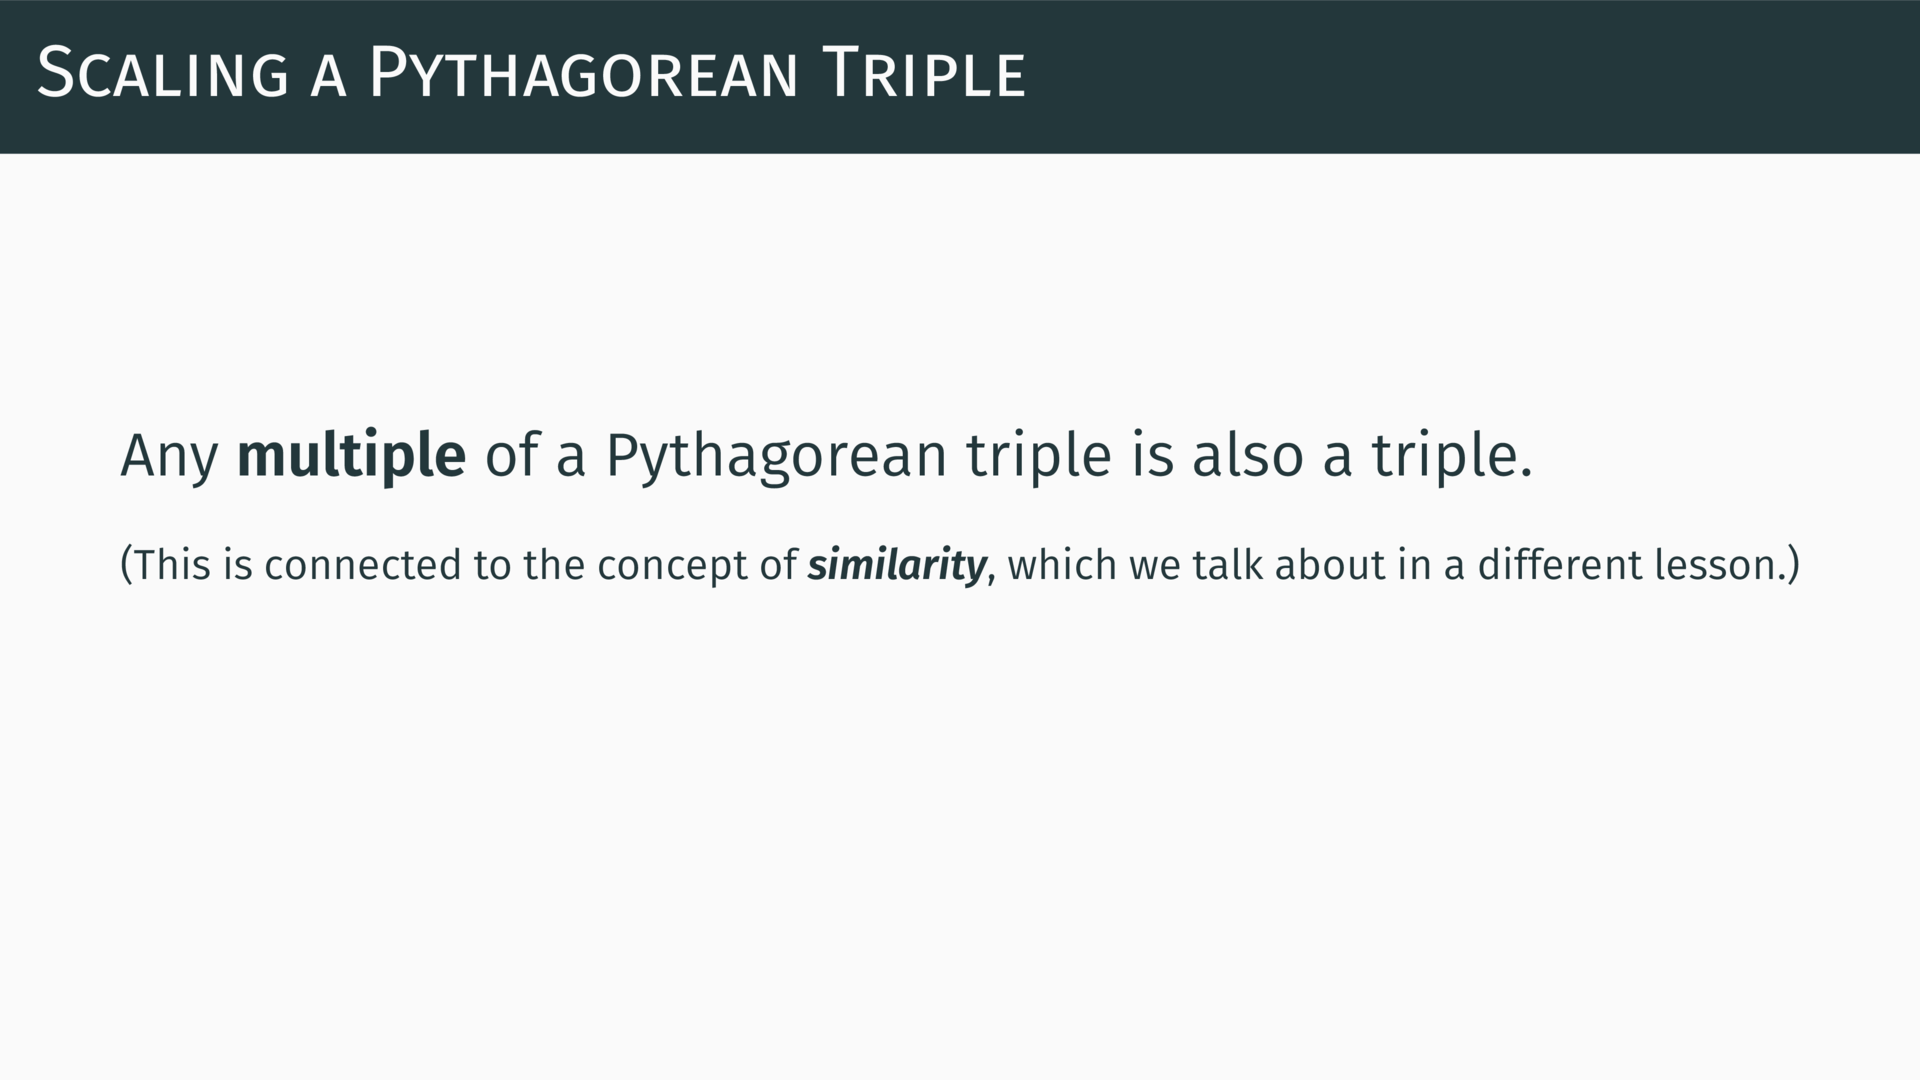 Scaling a Pythagorean Triple
Any multiple of a Pythagorean triple is also a triple.
(This is connected to the concept of similarity, which we talk about in a different lesson.)